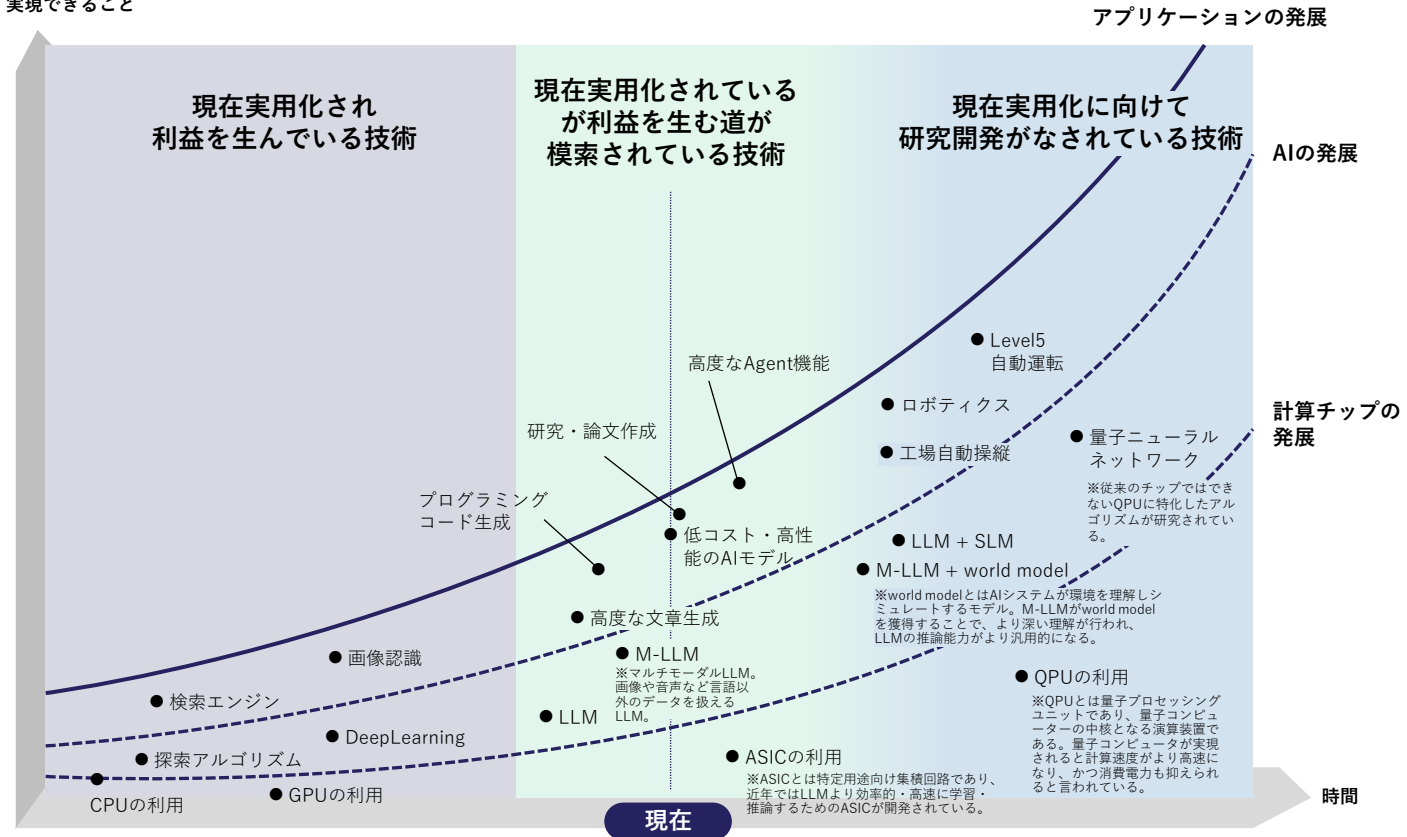 実現できること
アプリケーションの発展
現在実用化され
利益を生んでいる技術
現在実用化されている
が利益を生む道が
模索されている技術
現在実用化に向けて
研究開発がなされている技術
AIの発展
計算チップの
発展
Level5
自動運転
高度なAgent機能
ロボティクス
研究・論文作成
工場自動操縦
量子ニューラル
ネットワーク
※従来のチップではでき
ないQPUに特化したアル
ゴリズムが研究されてい
る。
プログラミング
コード生成
低コスト・高性
能のAIモデル
LLM + SLM
M-LLM + world model
※world modelとはAIシステムが環境を理解しシ
ミュレートするモデル。M-LLMがworld model
を獲得することで、より深い理解が行われ、
LLMの推論能力がより汎用的になる。
高度な文章生成
画像認識
M-LLM
※マルチモーダルLLM。
画像や音声など言語以
外のデータを扱える
LLM。
QPUの利用
※QPUとは量子プロセッシング
ユニットであり、量子コンピュ
ーターの中核となる演算装置で
ある。量子コンピュータが実現
されると計算速度がより高速に
なり、かつ消費電力も抑えられ
ると言われている。
検索エンジン
LLM
DeepLearning
探索アルゴリズム
ASICの利用
※ASICとは特定用途向け集積回路であり、
近年ではLLMより効率的・高速に学習・
推論するためのASICが開発されている。
CPUの利用
GPUの利用
時間
現在